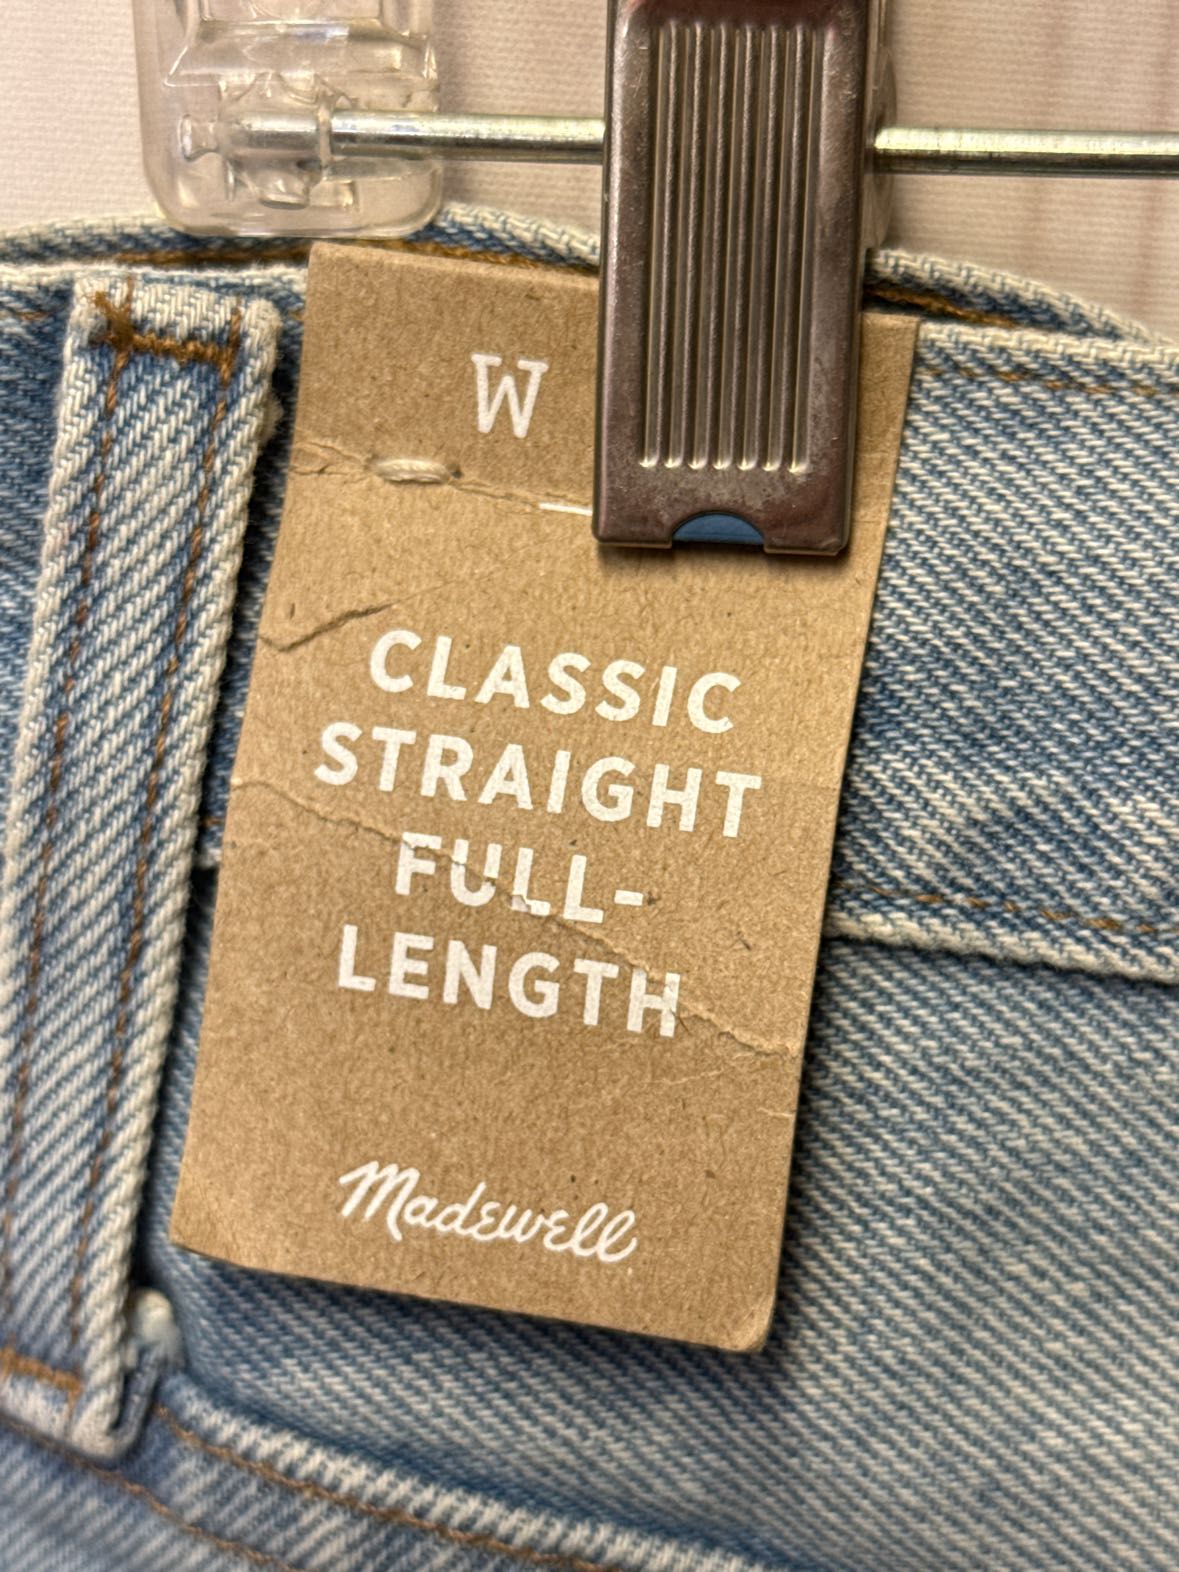 W
CLASSIC
STRAIGHT
FULL-
LENGTH
Madewell